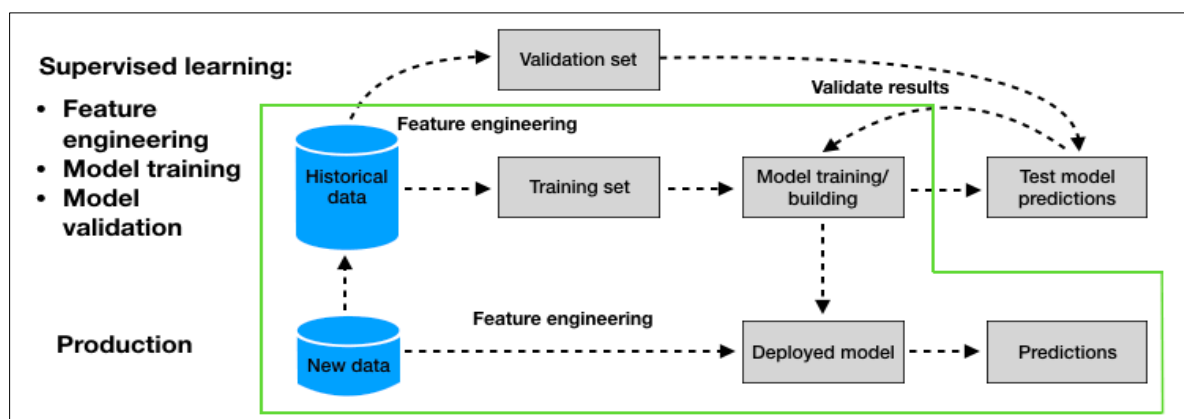 Validation set
Supervised learning:
• Feature
engineering
• Model training
• Model
validation
Validate results
Feature engineering
Historical
data
Training set
Model training/
building
Test model
predictions
Production
Feature engineering
New data
Deployed model
Predictions